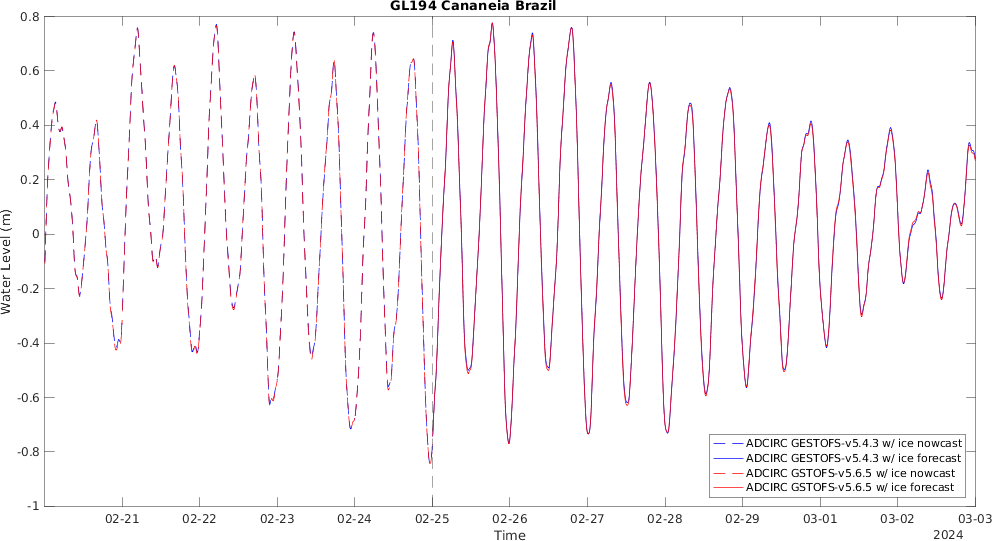 GL194 Cananeia Brazil
0.8
0.6
0.4
0.2
0
-0.2
-0.4
-0.6
-0.8
-1
Water Level (m)
ADCIRC GESTOFS-v5.4.3 w/ ice nowcast
ADCIRC GESTOFS-v5.4.3 w/ ice forecast
ADCIRC GSTOFS-v5.6.5 w/ ice nowcast
ADCIRC GSTOFS-v5.6.5 w/ ice forecast
02-21 02-22 02-23 02-24 02-25 02-26 02-27 02-28 02-29 03-01 03-02 03-03
Time
2024